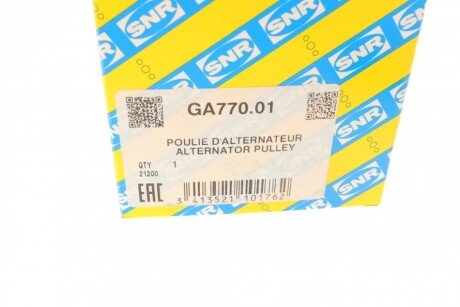 SNR
SNR
SNR
SNR
GA770.01
POULIE D'ALTERNATEUR
ALTERNATOR PULLEY
QTY 1
21200
EAC
3 413521 101762
SNR
SNR